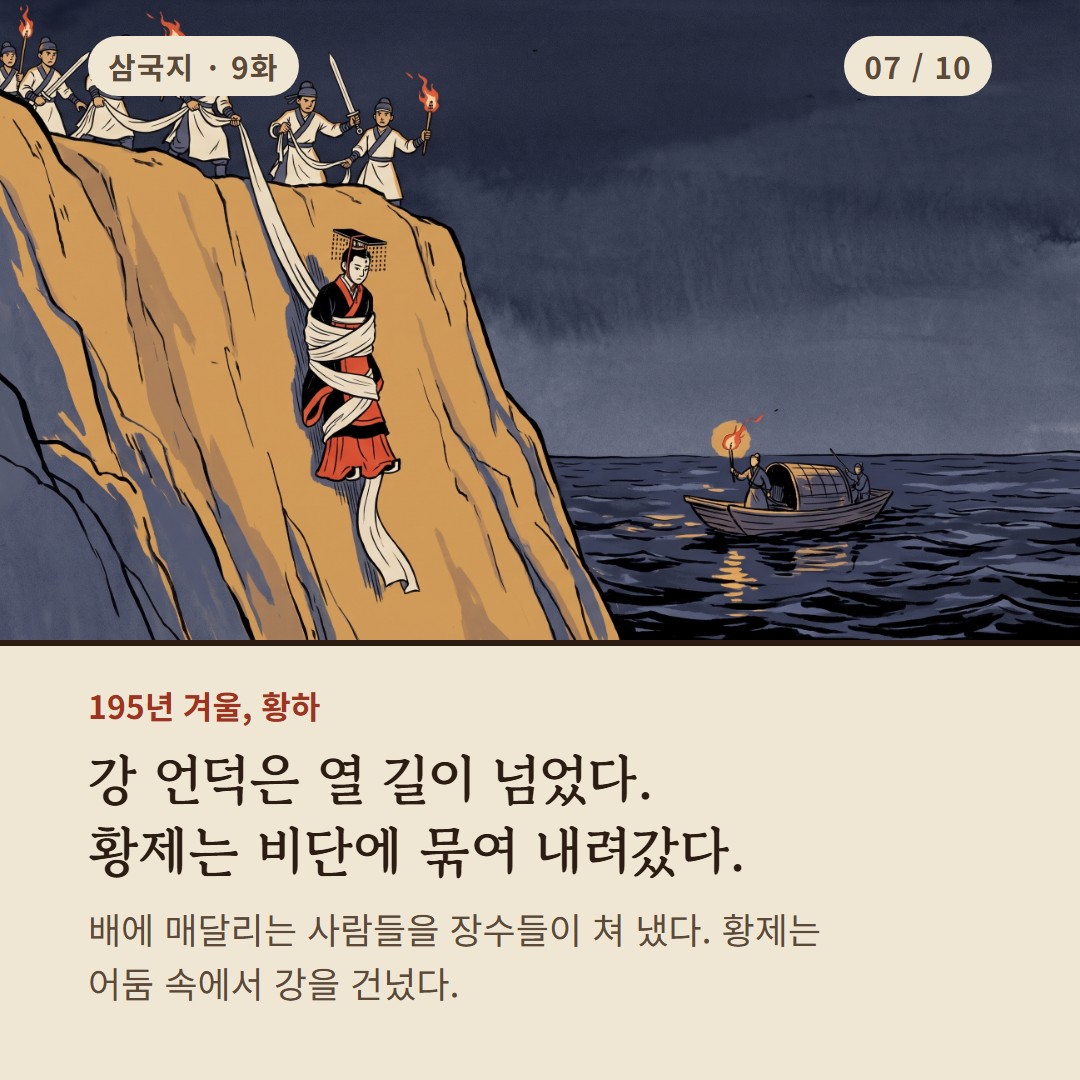 삼국지 · 9화
07 / 10
195년 겨울, 황하
강 언덕은 열 길이 넘었다.
황제는 비단에 묶여 내려갔다.
배에 매달리는 사람들을 장수들이 쳐 냈다. 황제는
어둠 속에서 강을 건넜다.